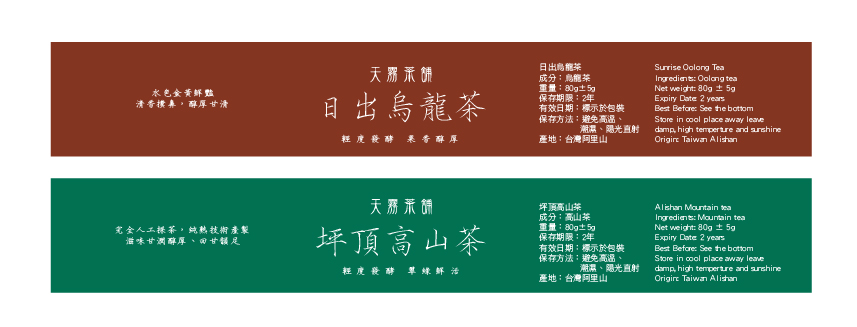 水色金黃鮮豔
清香撲鼻，醇厚甘清
天霧茶舖
日出烏龍茶
輕度發酵 果香醇厚
日出烏龍茶
成分：烏龍茶
重量：80g±5g
保存期限：2年
有效日期：標示於包裝
保存方法：避免高溫、
潮濕、陽光直射
產地：台灣阿里山
Sunrise Oolong Tea
Ingredients: Oolong tea
Net weight: 80g ± 5g
Expiry Date: 2 years
Best Before: See the bottom
Store in cool place away leave
damp, high temperture and sunshine
Origin: Taiwan Alishan
完全人工採茶，純熟技術產製
滋味甘潤醇厚、回甘韻足
天霧茶舖
坪頂高山茶
輕度發酵 翠綠鮮活
坪頂高山茶
成分：高山茶
重量：80g±5g
保存期限：2年
有效日期：標示於包裝
保存方法：避免高溫、
潮濕、陽光直射
產地：台灣阿里山
Alishan Mountain tea
Ingredients: Mountain tea
Net weight: 80g ± 5g
Expiry Date: 2 years
Best Before: See the bottom
Store in cool place away leave
damp, high temperture and sunshine
Origin: Taiwan Alishan